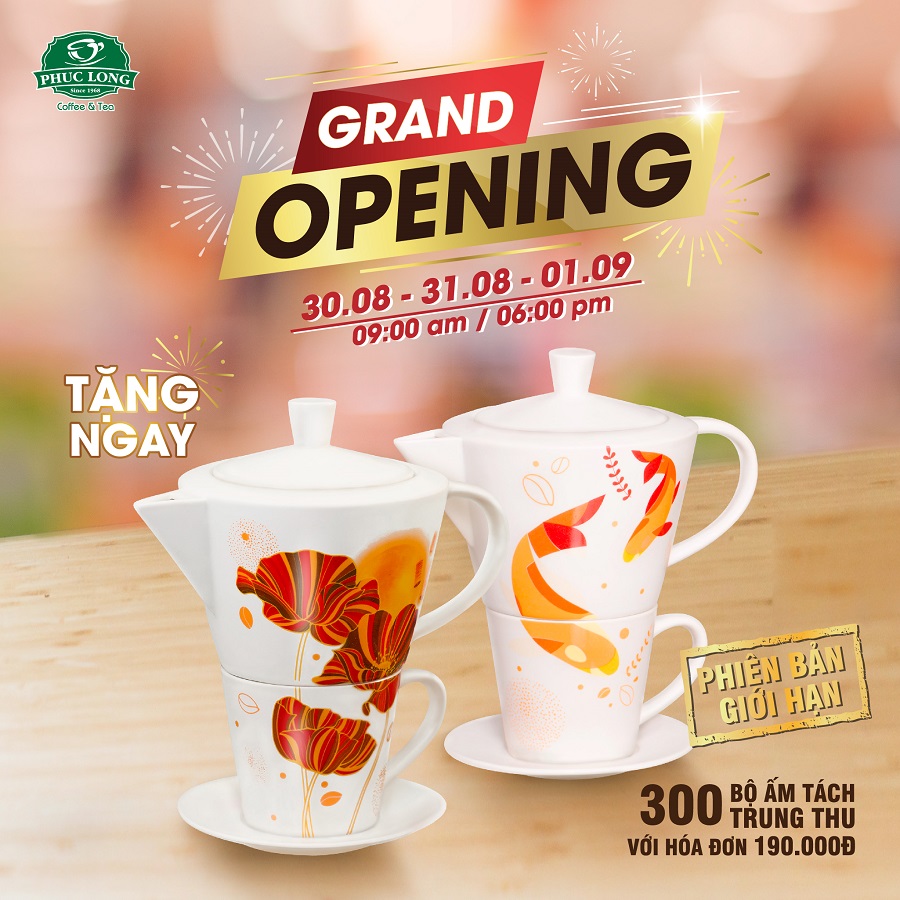 PHUC LONG
Since 1968
Coffee & Tea
GRAND
OPENING
30.08 - 31.08 - 01.09
09:00 am / 06:00 pm
TẶNG
NGAY
PHIÊN BẢN
GIỚI HẠN
300 BỘ ẤM TÁCH
TRUNG THU
VỚI HÓA ĐƠN 190.000Đ